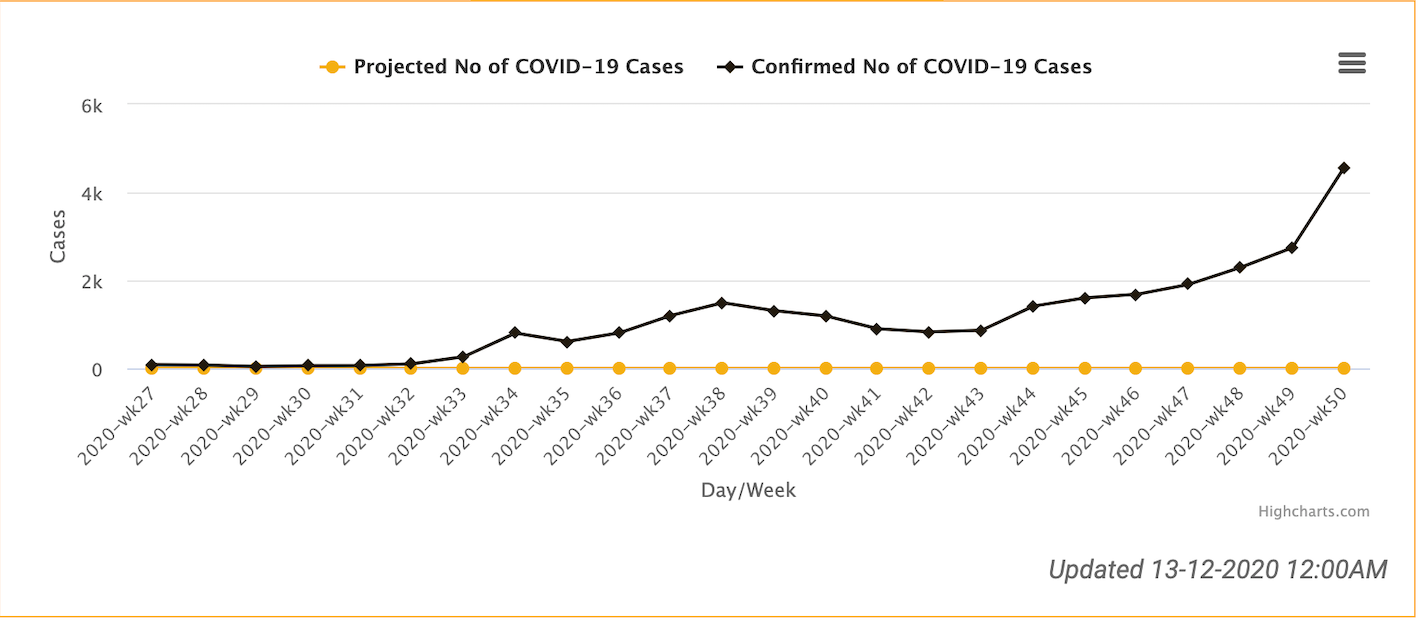 Projected No of COVID-19 Cases
Confirmed No of COVID-19 Cases
6k
4k
2k
0
Cases
2020-wk27
2020-wk28
2020-wk29
2020-wk30
2020-wk31
2020-wk32
2020-wk33
2020-wk34
2020-wk35
2020-wk36
2020-wk37
2020-wk38
2020-wk39
2020-wk40
2020-wk41
2020-wk42
2020-wk43
2020-wk44
2020-wk45
2020-wk46
2020-wk47
2020-wk48
2020-wk49
2020-wk50
Day/Week
Highcharts.com
Updated 13-12-2020 12:00AM